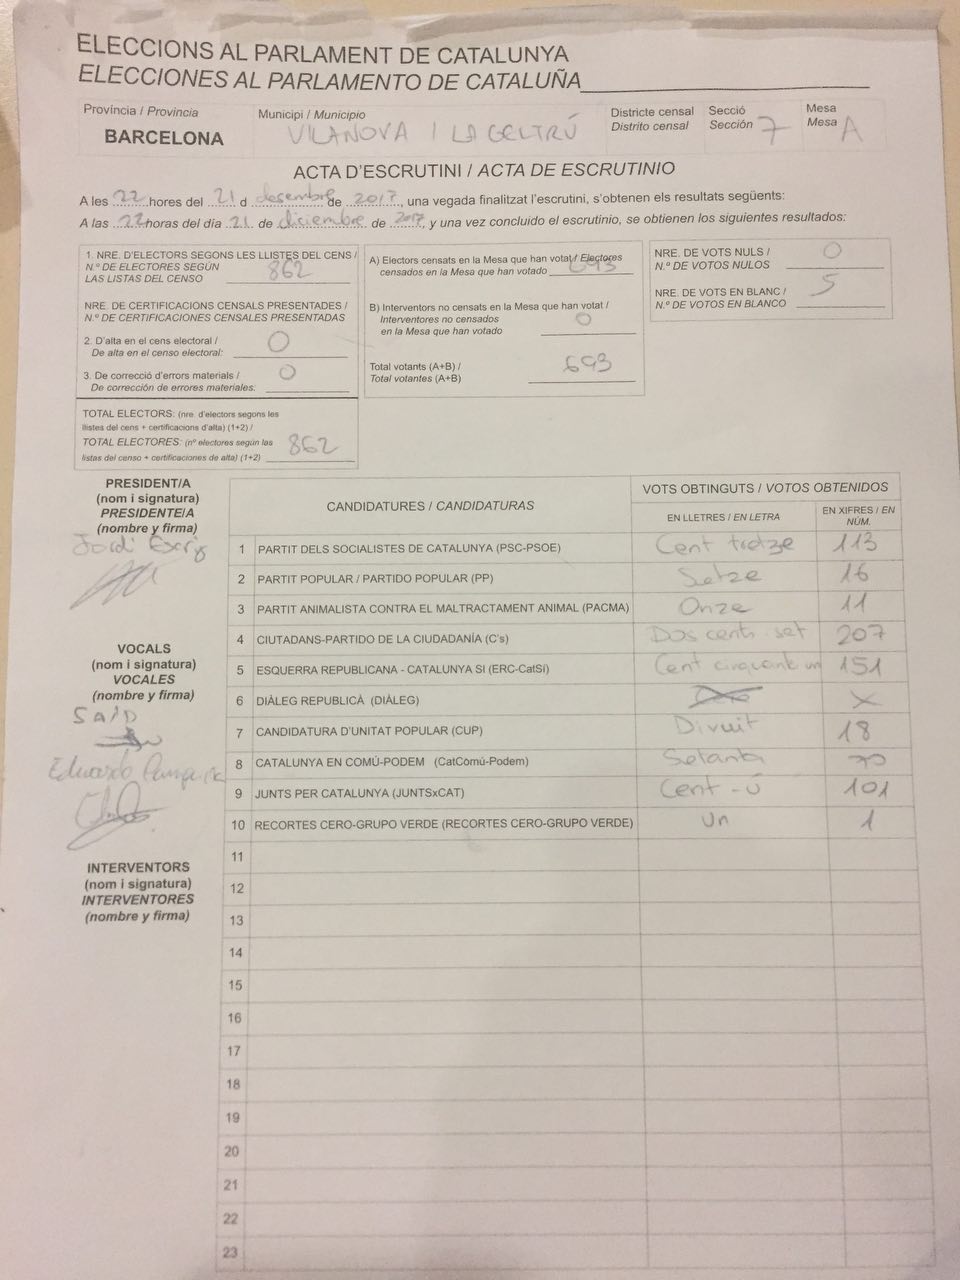 ELECCIONS AL PARLAMENT DE CATALUNYA
ELECCIONES AL PARLAMENTO DE CATALUÑA
Província / Provincia
BARCELONA
Municipi / Municipio
VILANOVA I LA GELTRÚ
Districte censal
Distrito censal
Secció
Sección 7
Mesa
Mesa A
ACTA D'ESCRUTINI / ACTA DE ESCRUTINIO
A les 22 hores del 21 d desembre de 2017, una vegada finalitzat l'escrutini, s'obtenen els resultats següents:
A las 22 horas del día 21 de diciembre de 2017, y una vez concluido el escrutinio, se obtienen los siguientes resultados:
1. NRE. D'ELECTORS SEGONS LES LLISTES DEL CENS /
N.º DE ELECTORES SEGÚN
LAS LISTAS DEL CENSO 862
NRE. DE CERTIFICACIONS CENSALS PRESENTADES /
N.º DE CERTIFICACIONES CENSALES PRESENTADAS
2. D'alta en el cens electoral /
De alta en el censo electoral: 0
3. De correcció d'errors materials /
De corrección de errores materiales: 0
TOTAL ELECTORS: (nre. d'electors segons les
llistes del cens + certificacions d'alta) (1+2) /
TOTAL ELECTORES: (nº electores según las
listas del censo + certificaciones de alta) (1+2) 862
A) Electors censats en la Mesa que han votat / Electores
censados en la Mesa que han votado 693
B) Interventors no censats en la Mesa que han votat /
Interventores no censados
en la Mesa que han votado 0
Total votants (A+B) /
Total votantes (A+B) 693
NRE. DE VOTS NULS /
N.º DE VOTOS NULOS 0
NRE. DE VOTS EN BLANC /
N.º DE VOTOS EN BLANCO 5
PRESIDENT/A
(nom i signatura)
PRESIDENTE/A
(nombre y firma)
Jordi
VOCALS
(nom i signatura)
VOCALES
(nombre y firma)
SAID
Eduardo
INTERVENTORS
(nom i signatura)
INTERVENTORES
(nombre y firma)
CANDIDATURES / CANDIDATURAS
VOTS OBTINGUTS / VOTOS OBTENIDOS
EN LLETRES / EN LETRA
EN XIFRES / EN
NÚM.
1 PARTIT DELS SOCIALISTES DE CATALUNYA (PSC-PSOE) Cent tretze 113
2 PARTIT POPULAR / PARTIDO POPULAR (PP) Setze 16
3 PARTIT ANIMALISTA CONTRA EL MALTRACTAMENT ANIMAL (PACMA) Onze 11
4 CIUTADANS-PARTIDO DE LA CIUDADANÍA (C's) Dos cents set 207
5 ESQUERRA REPUBLICANA - CATALUNYA SI (ERC-CatSí) Cent cinquant un 151
6 DIÀLEG REPUBLICÀ (DIÀLEG) X
7 CANDIDATURA D'UNITAT POPULAR (CUP) Divuit 18
8 CATALUNYA EN COMÚ-PODEM (CatComú-Podem) Setanta 70
9 JUNTS PER CATALUNYA (JUNTSxCAT) Cent - ú 101
10 RECORTES CERO-GRUPO VERDE (RECORTES CERO-GRUPO VERDE) Un 1
11
12
13
14
15
16
17
18
19
20
21
22
23